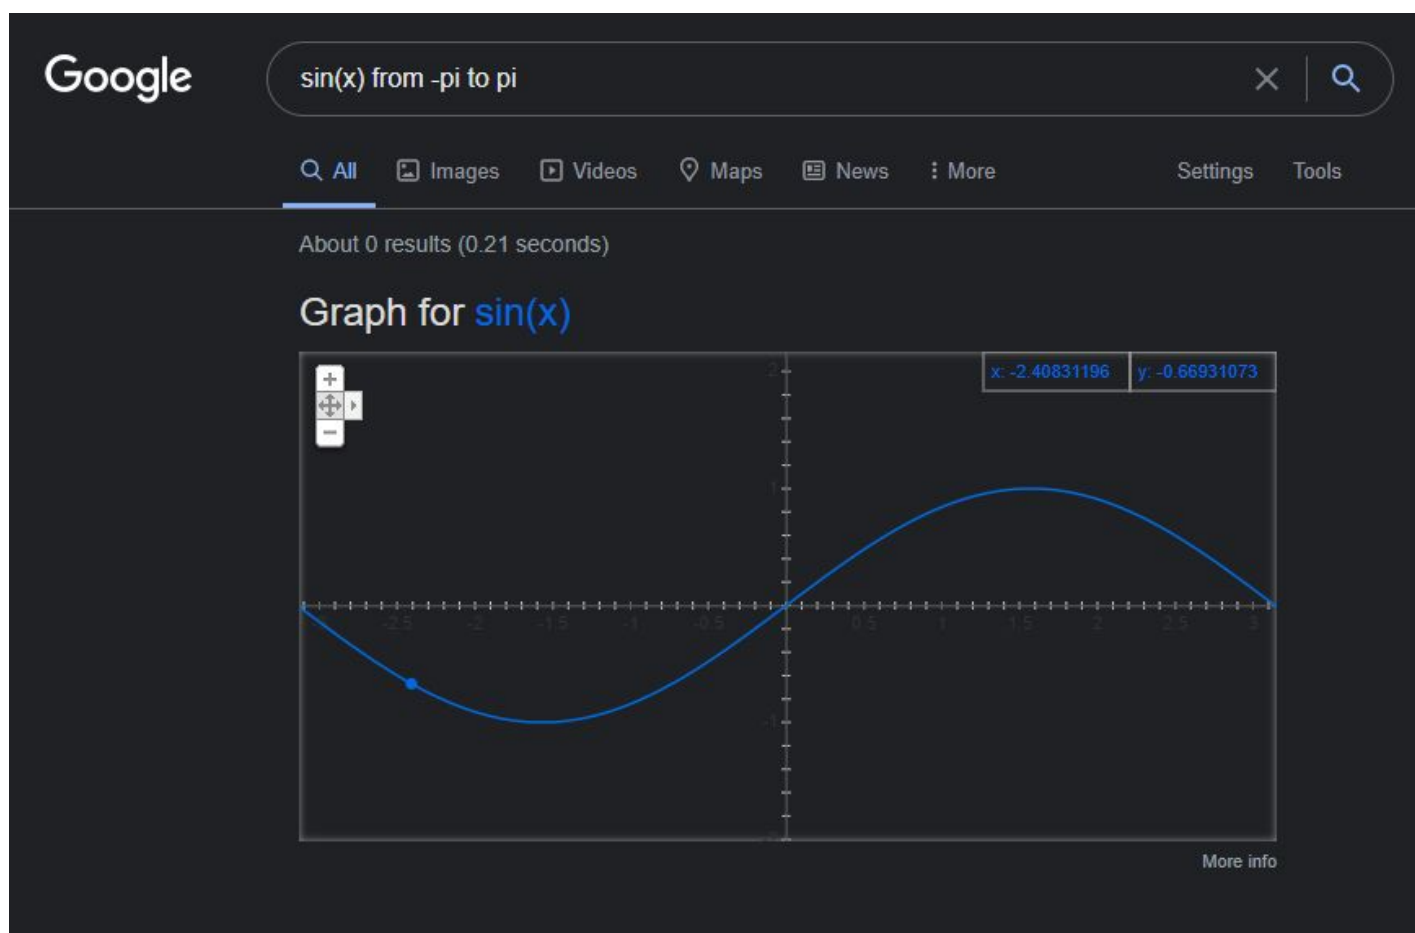 Google
sin(x) from -pi to pi
All Images Videos Maps News More Settings Tools
About 0 results (0.21 seconds)
Graph for sin(x)
x: -2.40831196 y: -0.66931073
2
1
-2.5 -2 -1.5 -1 -0.5 0.5 1 1.5 2 2.5 3
-1
More info